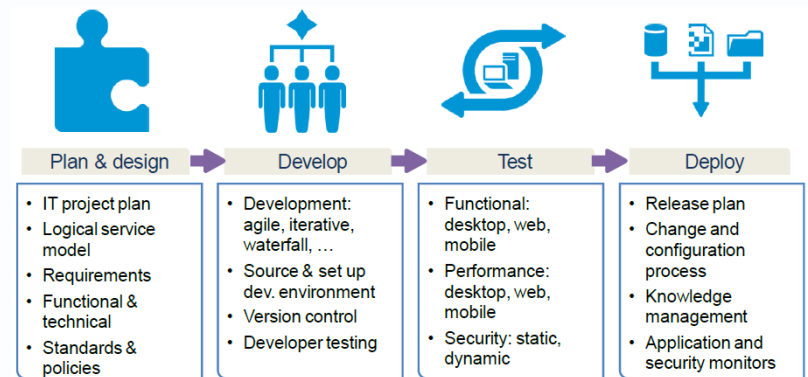 Plan & design
Develop
Test
Deploy
• IT project plan
• Logical service
model
• Requirements
• Functional &
technical
• Standards &
policies
• Development:
agile, iterative,
waterfall, …
• Source & set up
dev. environment
• Version control
• Developer testing
• Functional:
desktop, web,
mobile
• Performance:
desktop, web,
mobile
• Security: static,
dynamic
• Release plan
• Change and
configuration
process
• Knowledge
management
• Application and
security monitors